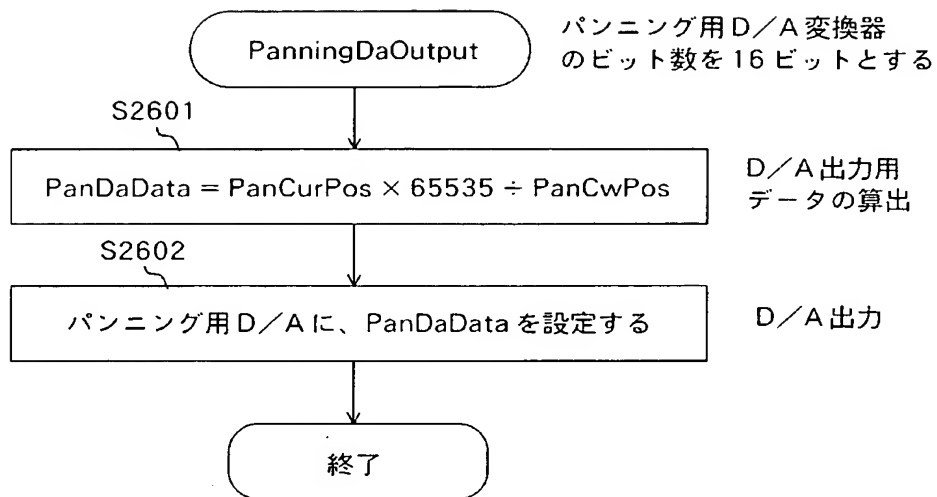 PanningDaOutput
パンニング用D／A変換器
のビット数を16ビットとする
S2601
PanDaData = PanCurPos × 65535 ÷ PanCwPos
D／A出力用
データの算出
S2602
パンニング用D／Aに、PanDaDataを設定する
D／A出力
終了